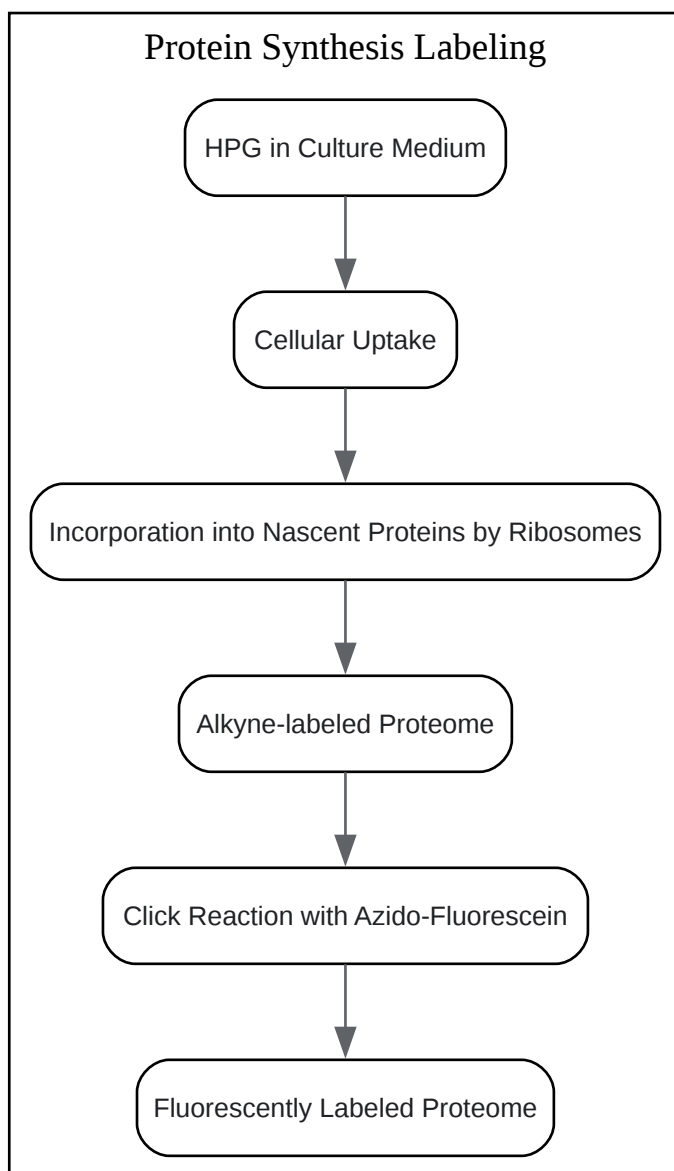 Protein Synthesis Labeling
HPG in Culture Medium
Cellular Uptake
Incorporation into Nascent Proteins by Ribosomes
Alkyne-labeled Proteome
Click Reaction with Azido-Fluorescein
Fluorescently Labeled Proteome